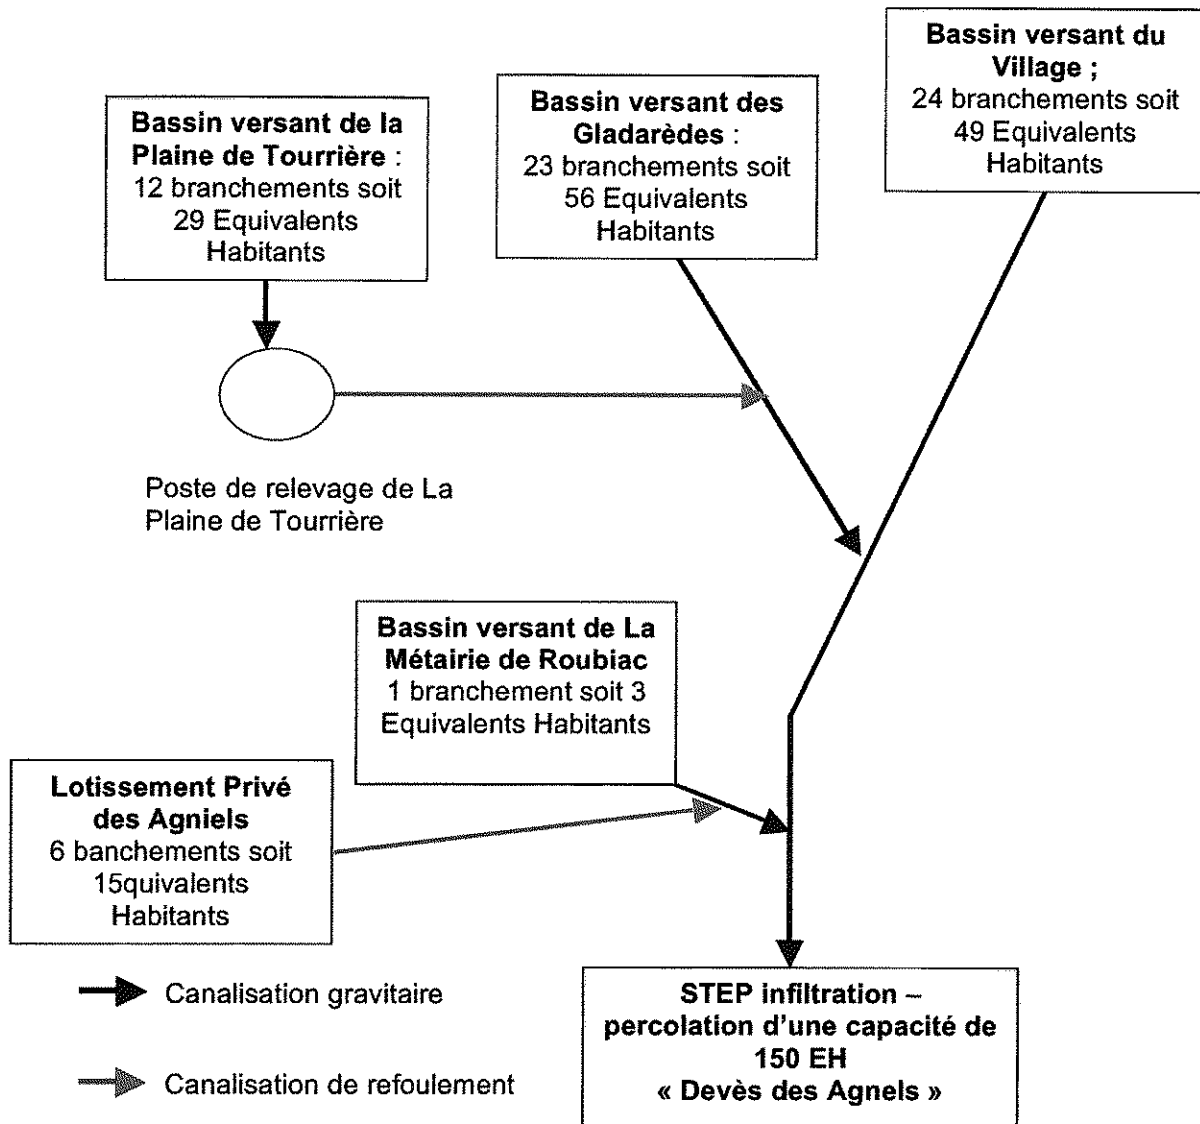 Bassin versant de la
Plaine de Tourrière :
12 branchements soit
29 Equivalents
Habitants
Bassin versant des
Gladarèdes :
23 branchements soit
56 Equivalents
Habitants
Bassin versant du
Village ;
24 branchements soit
49 Equivalents
Habitants
Poste de relevage de La
Plaine de Tourrière
Bassin versant de La
Métairie de Roubiac
1 branchement soit 3
Equivalents Habitants
Lotissement Privé
des Agniels
6 banchements soit
15quivalents
Habitants
Canalisation gravitaire
Canalisation de refoulement
STEP infiltration –
percolation d'une capacité de
150 EH
« Devès des Agnels »